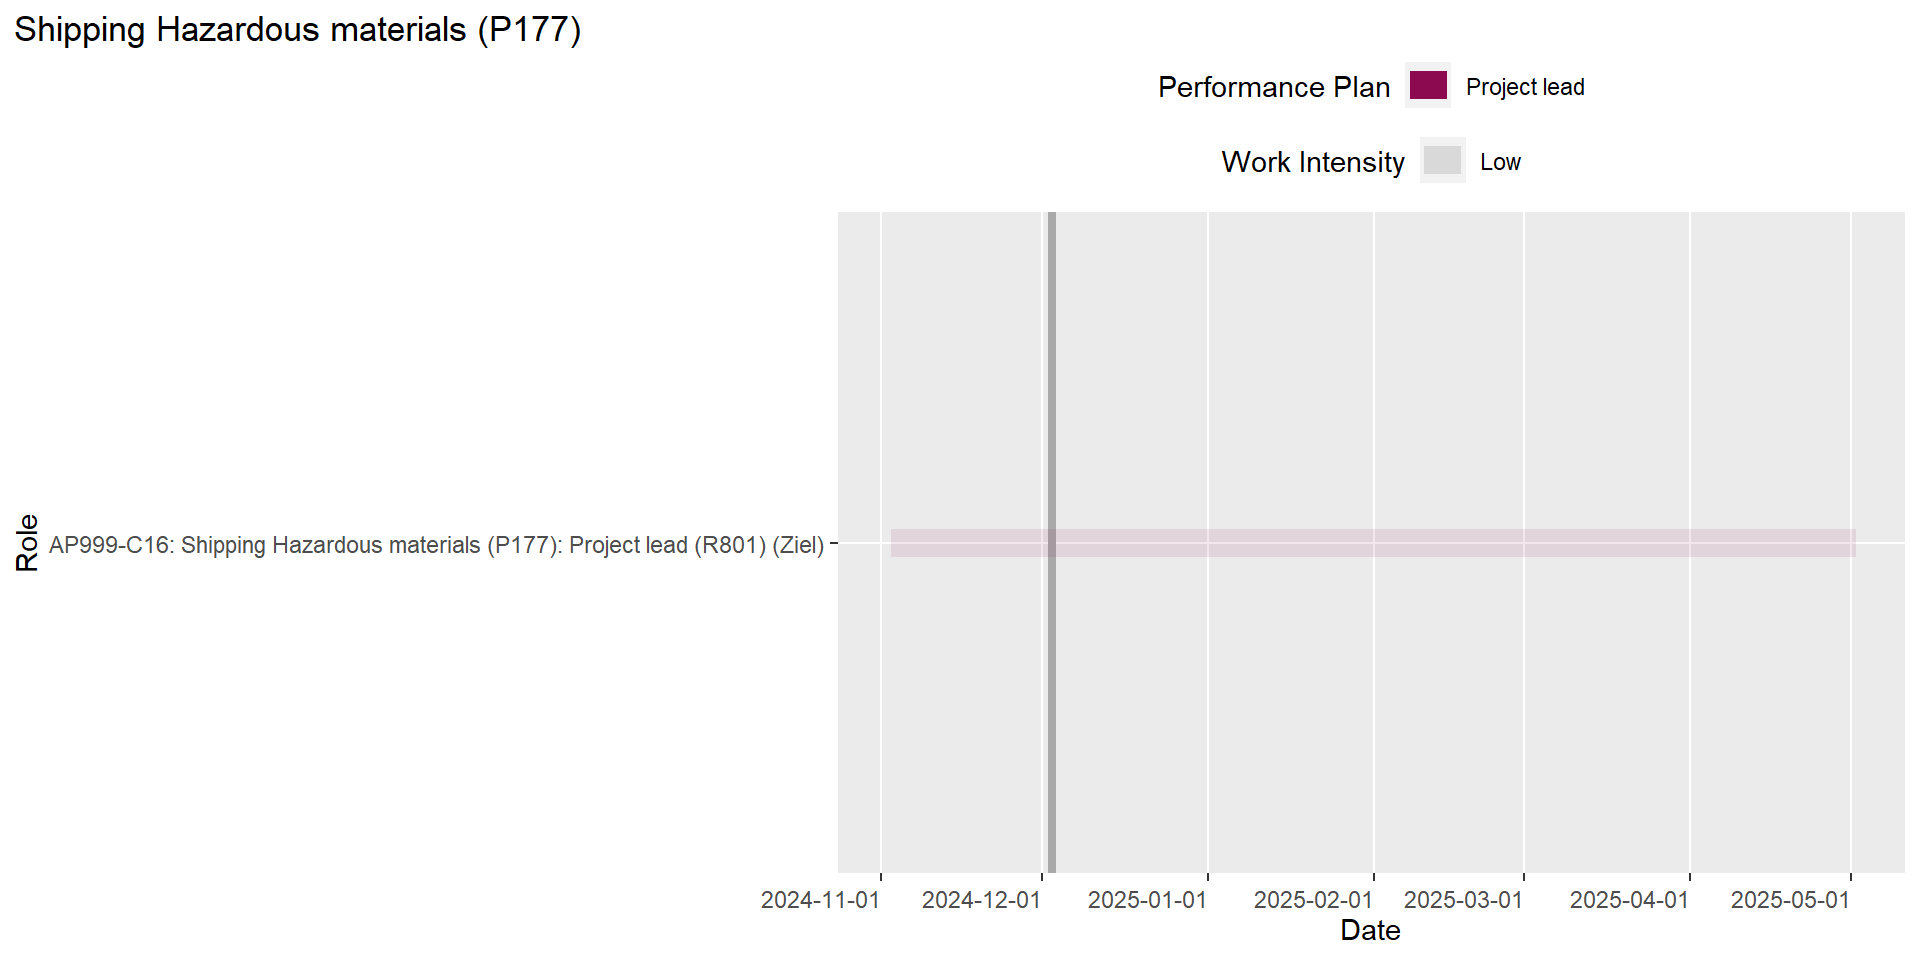 Shipping Hazardous materials (P177)
Performance Plan Project lead
Work Intensity Low
Role
AP999-C16: Shipping Hazardous materials (P177): Project lead (R801) (Ziel)
2024-11-01 2024-12-01 2025-01-01 2025-02-01 2025-03-01 2025-04-01 2025-05-01
Date